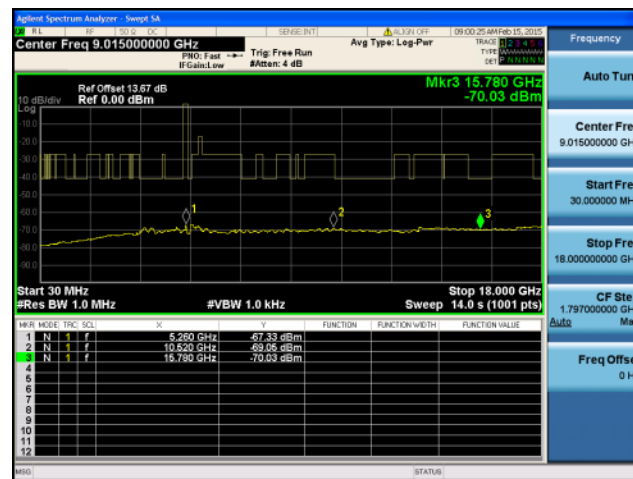 Agilent Spectrum Analyzer - Swept SA
RL RF 50 Ω DC SENSE:INT ALIGN OFF 09:00:25 AM Feb 15, 2015
Center Freq 9.015000000 GHz
PNO: Fast
IFGain:Low
Trig: Free Run
#Atten: 4 dB
Avg Type: Log-Pwr
TRACE 1 2 3 4 5 6
TYPE
DET P N N N N N
Mkr3 15.780 GHz
-70.03 dBm
Ref Offset 13.67 dB
Ref 0.00 dBm
10 dB/div
Log
-10.0
-20.0
-30.0
-40.0
-50.0
-60.0
-70.0
-80.0
-90.0
1
2
3
Start 30 MHz
Stop 18.000 GHz
#Res BW 1.0 MHz #VBW 1.0 kHz Sweep 14.0 s (1001 pts)
MKR MODE TRC SCL X Y FUNCTION FUNCTION WIDTH FUNCTION VALUE
1 N 1 f 5.260 GHz -67.33 dBm
2 N 1 f 10.520 GHz -69.05 dBm
3 N 1 f 15.780 GHz -70.03 dBm
4
5
6
7
8
9
10
11
12
MSG STATUS
Frequency
Auto Tun
Center Fre
9.015000000 GH
Start Fre
30.000000 MH
Stop Fre
18.000000000 GH
CF Ste
1.797000000 GH
Auto Ma
Freq Offse
0 H